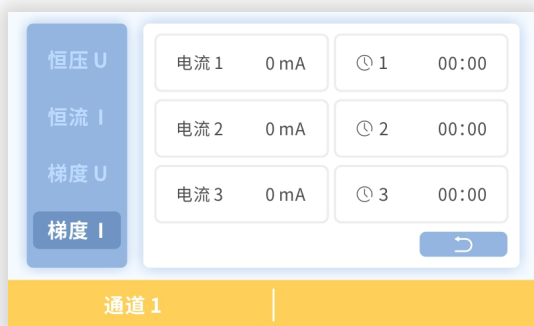 恒压 U
恒流 I
梯度 U
梯度 I
电流 1 0 mA 1 00:00
电流 2 0 mA 2 00:00
电流 3 0 mA 3 00:00
通道 1